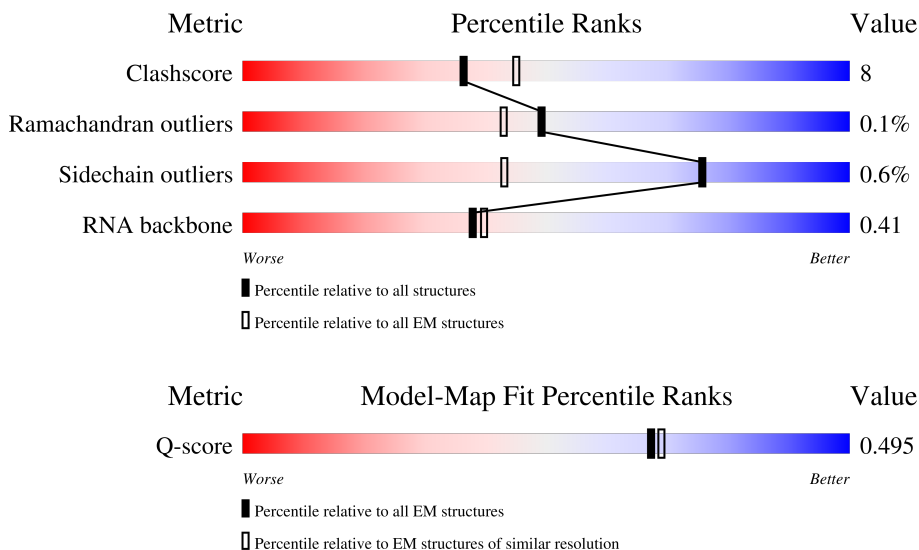 Metric Percentile Ranks Value
Clashscore 8
Ramachandran outliers 0.1%
Sidechain outliers 0.6%
RNA backbone 0.41
Worse Better
Percentile relative to all structures
Percentile relative to all EM structures
Metric Model-Map Fit Percentile Ranks Value
Q-score 0.495
Worse Better
Percentile relative to all EM structures
Percentile relative to EM structures of similar resolution